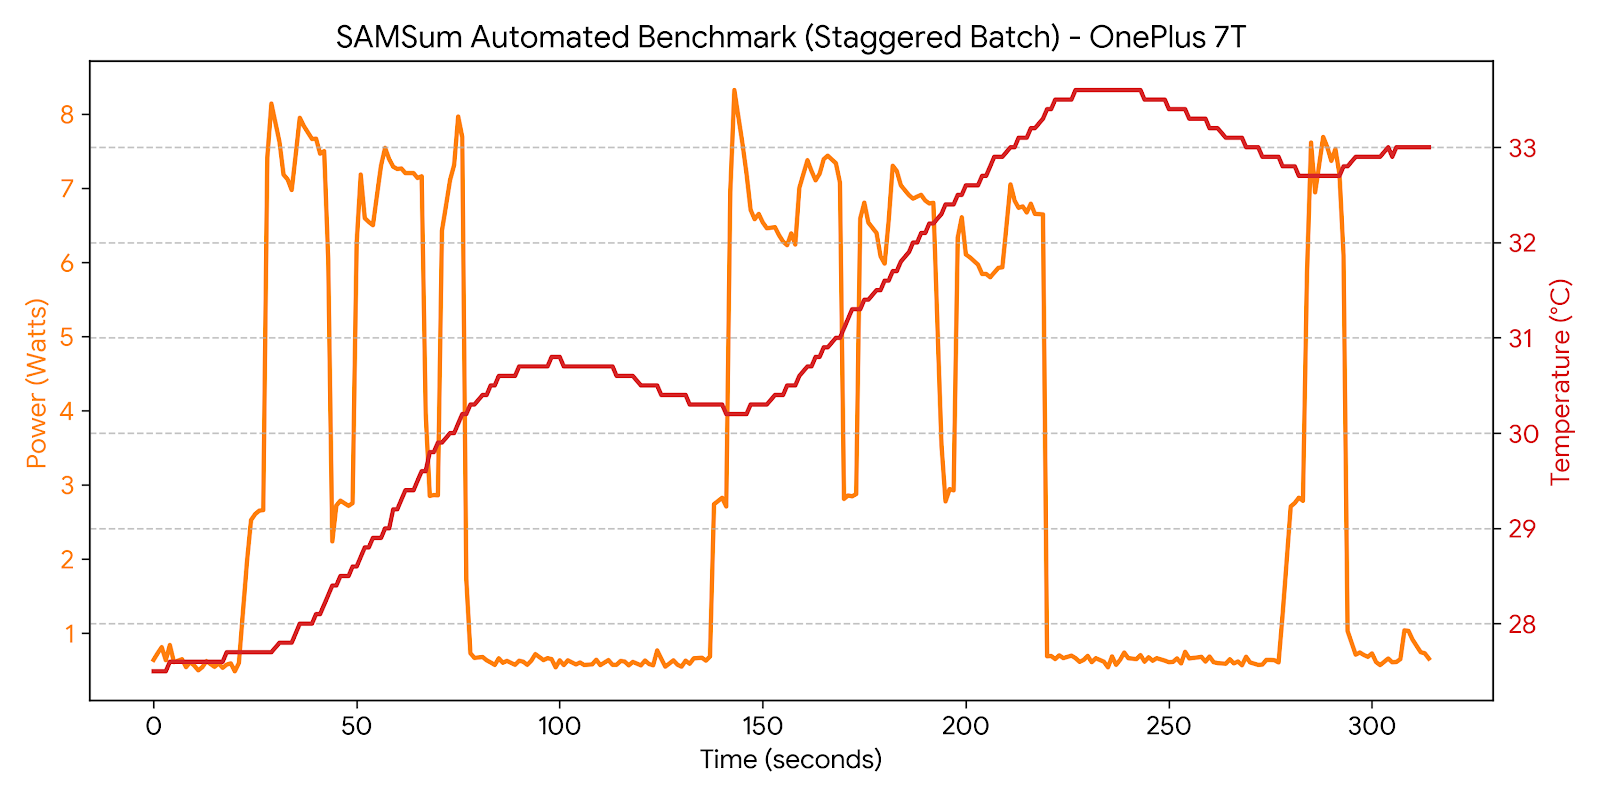 SAMSum Automated Benchmark (Staggered Batch) - OnePlus 7T
Power (Watts)
8
7
6
5
4
3
2
1
33
32
31
30
29
28
Temperature (°C)
0 50 100 150 200 250 300
Time (seconds)